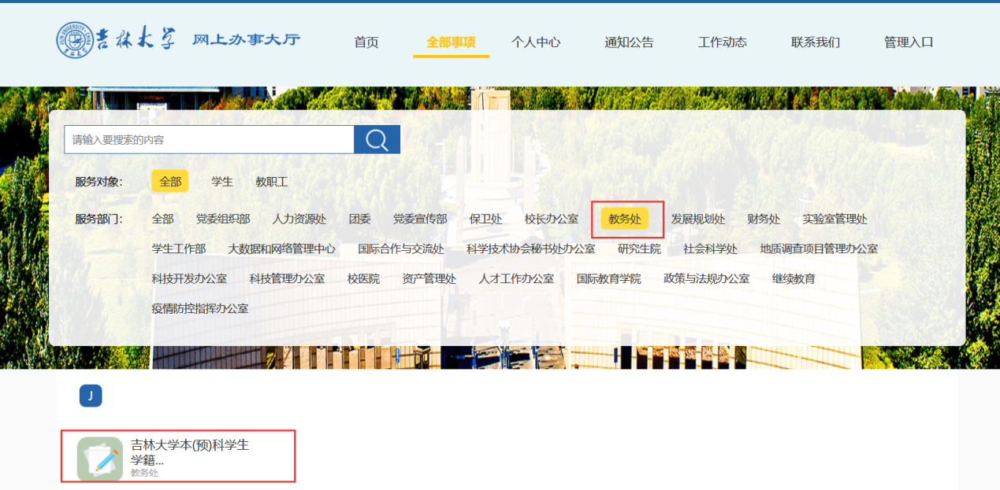 吉林大学 网上办事大厅 首页 全部事项 个人中心 通知公告 工作动态 联系我们 管理入口
请输入要搜索的内容
服务对象: 全部 学生 教职工
服务部门: 全部 党委组织部 人力资源处 团委 党委宣传部 保卫处 校长办公室 教务处 发展规划处 财务处 实验室管理处
学生工作部 大数据和网络管理中心 国际合作与交流处 科学技术协会秘书处办公室 研究生院 社会科学处 地质调查项目管理办公室
科技开发办公室 科技管理办公室 校医院 资产管理处 人才工作办公室 国际教育学院 政策与法规办公室 继续教育
疫情防控指挥办公室
J
吉林大学本(预)科学生
学籍...
教务处